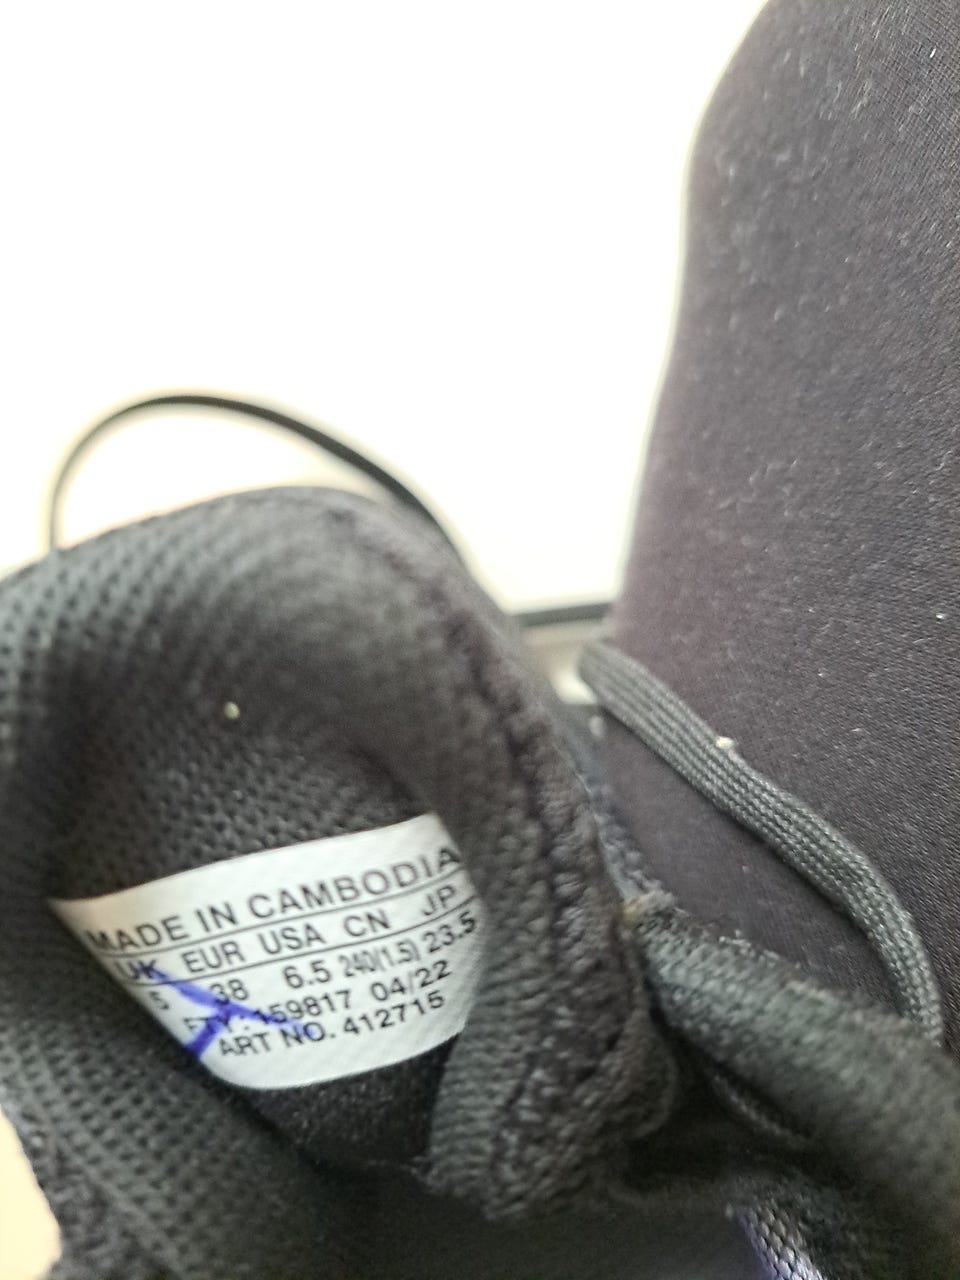 MADE IN CAMBODIA
UK EUR USA CN JP
5 38 6.5 240(1.5) 23.5
FTY: 159817 04/22
ART NO. 412715